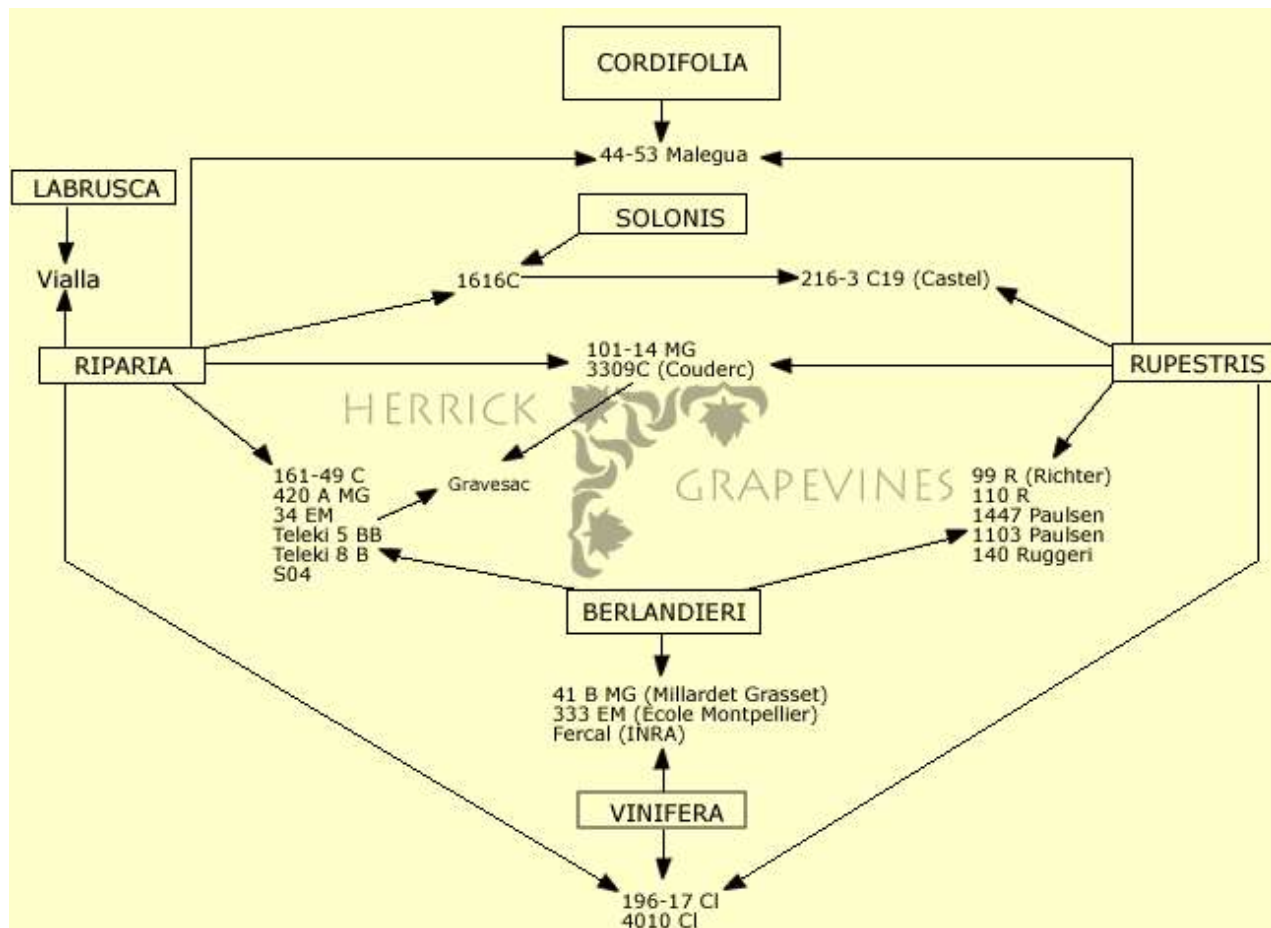 CORDIFOLIA
44-53 Malegua
LABRUSCA
SOLONIS
Vialla
1616C
216-3 C19 (Castel)
RIPARIA
101-14 MG
3309C (Couderc)
RUPESTRIS
HERRICK
GRAPEVINES
161-49 C
420 A MG
34 EM
Teleki 5 BB
Teleki 8 B
S04
Gravesac
99 R (Richter)
110 R
1447 Paulsen
1103 Paulsen
140 Ruggeri
BERLANDIERI
41 B MG (Millardet Grasset)
333 EM (École Montpellier)
Fercal (INRA)
VINIFERA
196-17 Cl
4010 Cl